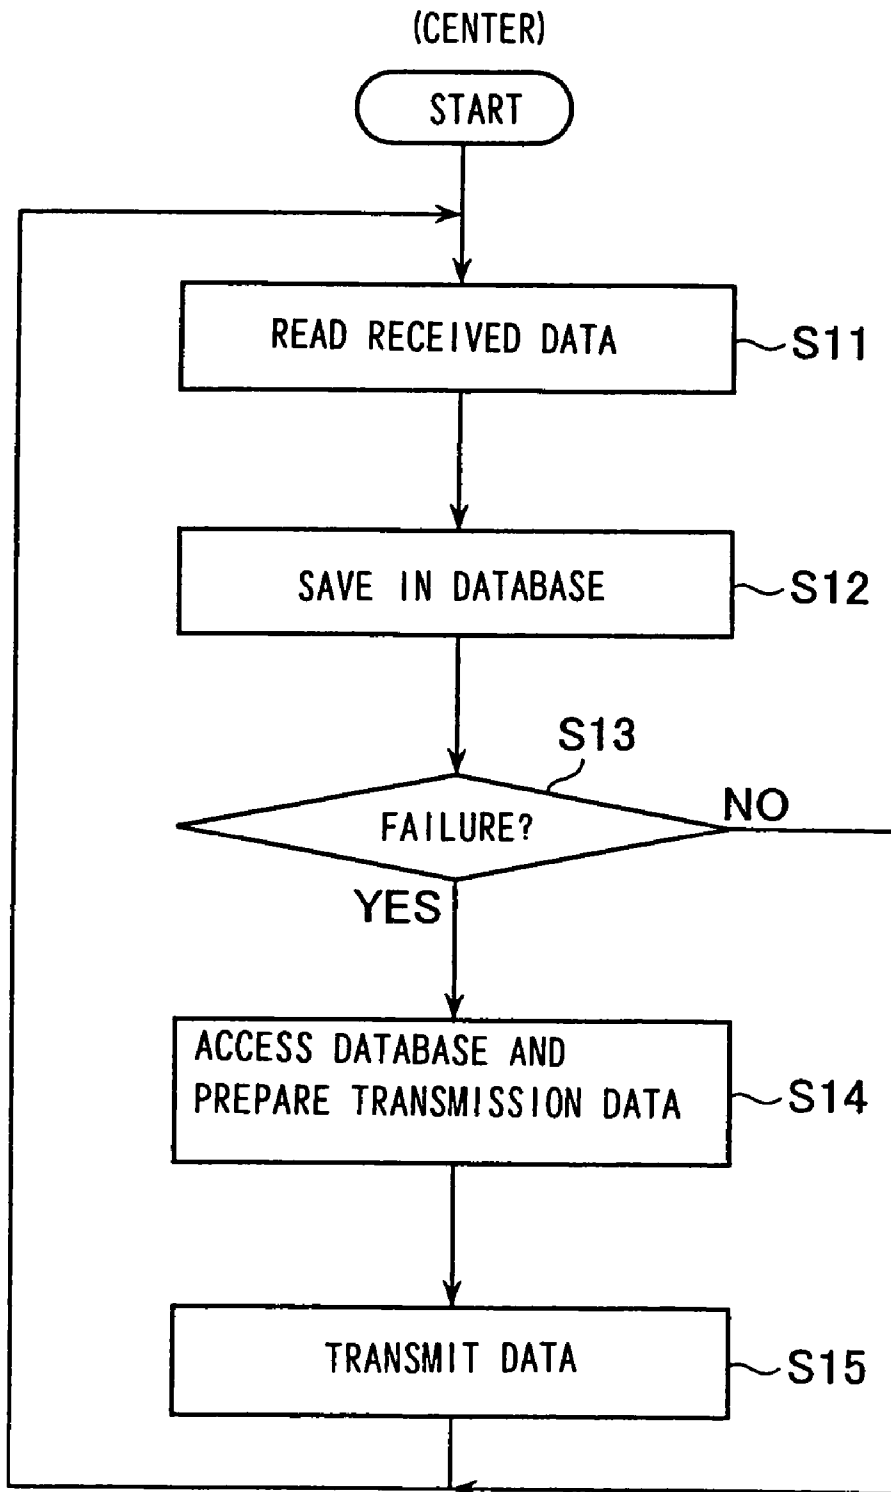 (CENTER)
START
READ RECEIVED DATA
S11
SAVE IN DATABASE
S12
S13
FAILURE?
NO
YES
ACCESS DATABASE AND
PREPARE TRANSMISSION DATA
S14
TRANSMIT DATA
S15